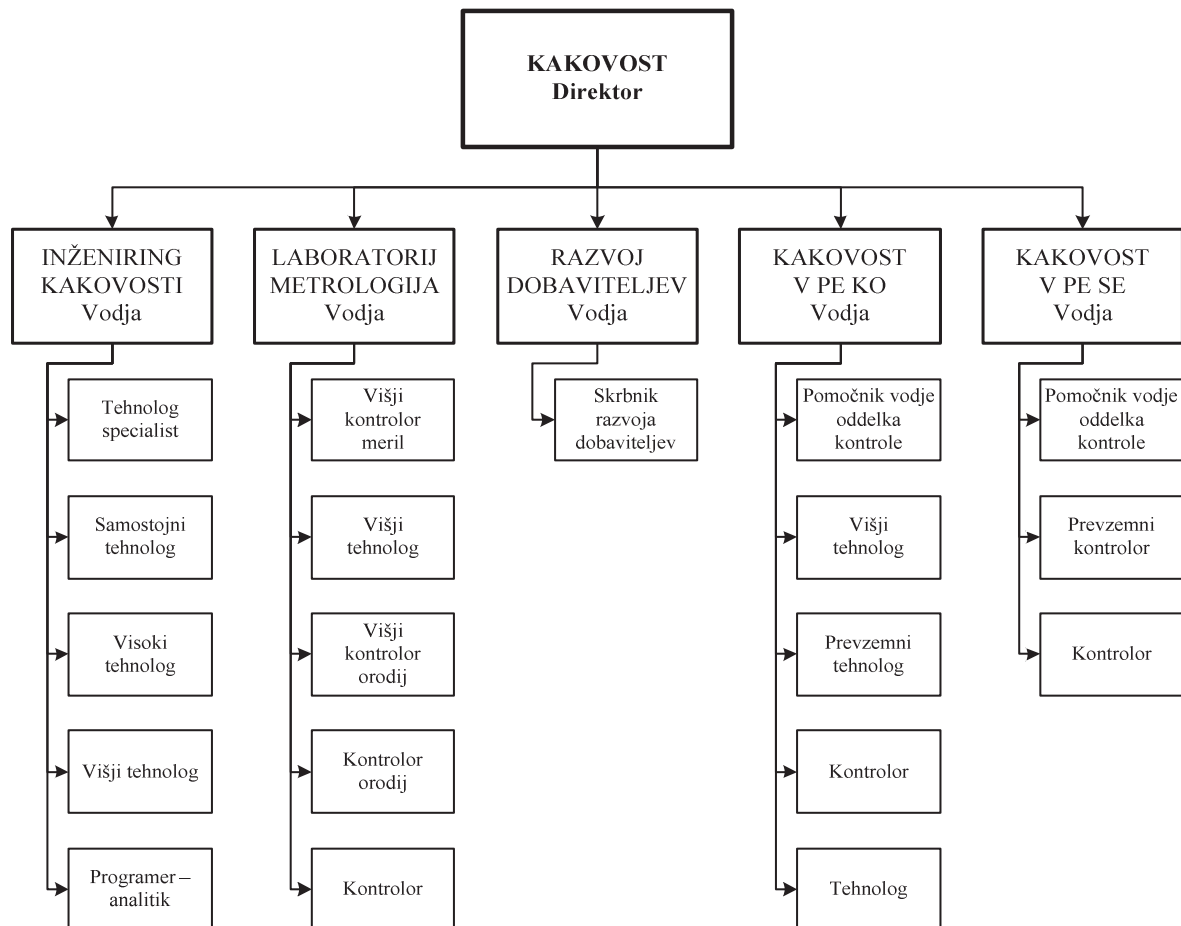 KAKOVOST
Direktor
INŽENIRING
KAKOVOSTI
Vodja
LABORATORIJ
METROLOGIJA
Vodja
RAZVOJ
DOBAVITELJEV
Vodja
KAKOVOST
V PE KO
Vodja
KAKOVOST
V PE SE
Vodja
Tehnolog
specialist
Samostojni
tehnolog
Visoki
tehnolog
Višji tehnolog
Programer –
analitik
Višji
kontrolor
meril
Višji
tehnolog
Višji
kontrolor
orodij
Kontrolor
orodij
Kontrolor
Skrbnik
razvoja
dobaviteljev
Pomočnik vodje
oddelka
kontrole
Višji
tehnolog
Prevzemni
tehnolog
Kontrolor
Tehnolog
Pomočnik vodje
oddelka
kontrole
Prevzemni
kontrolor
Kontrolor